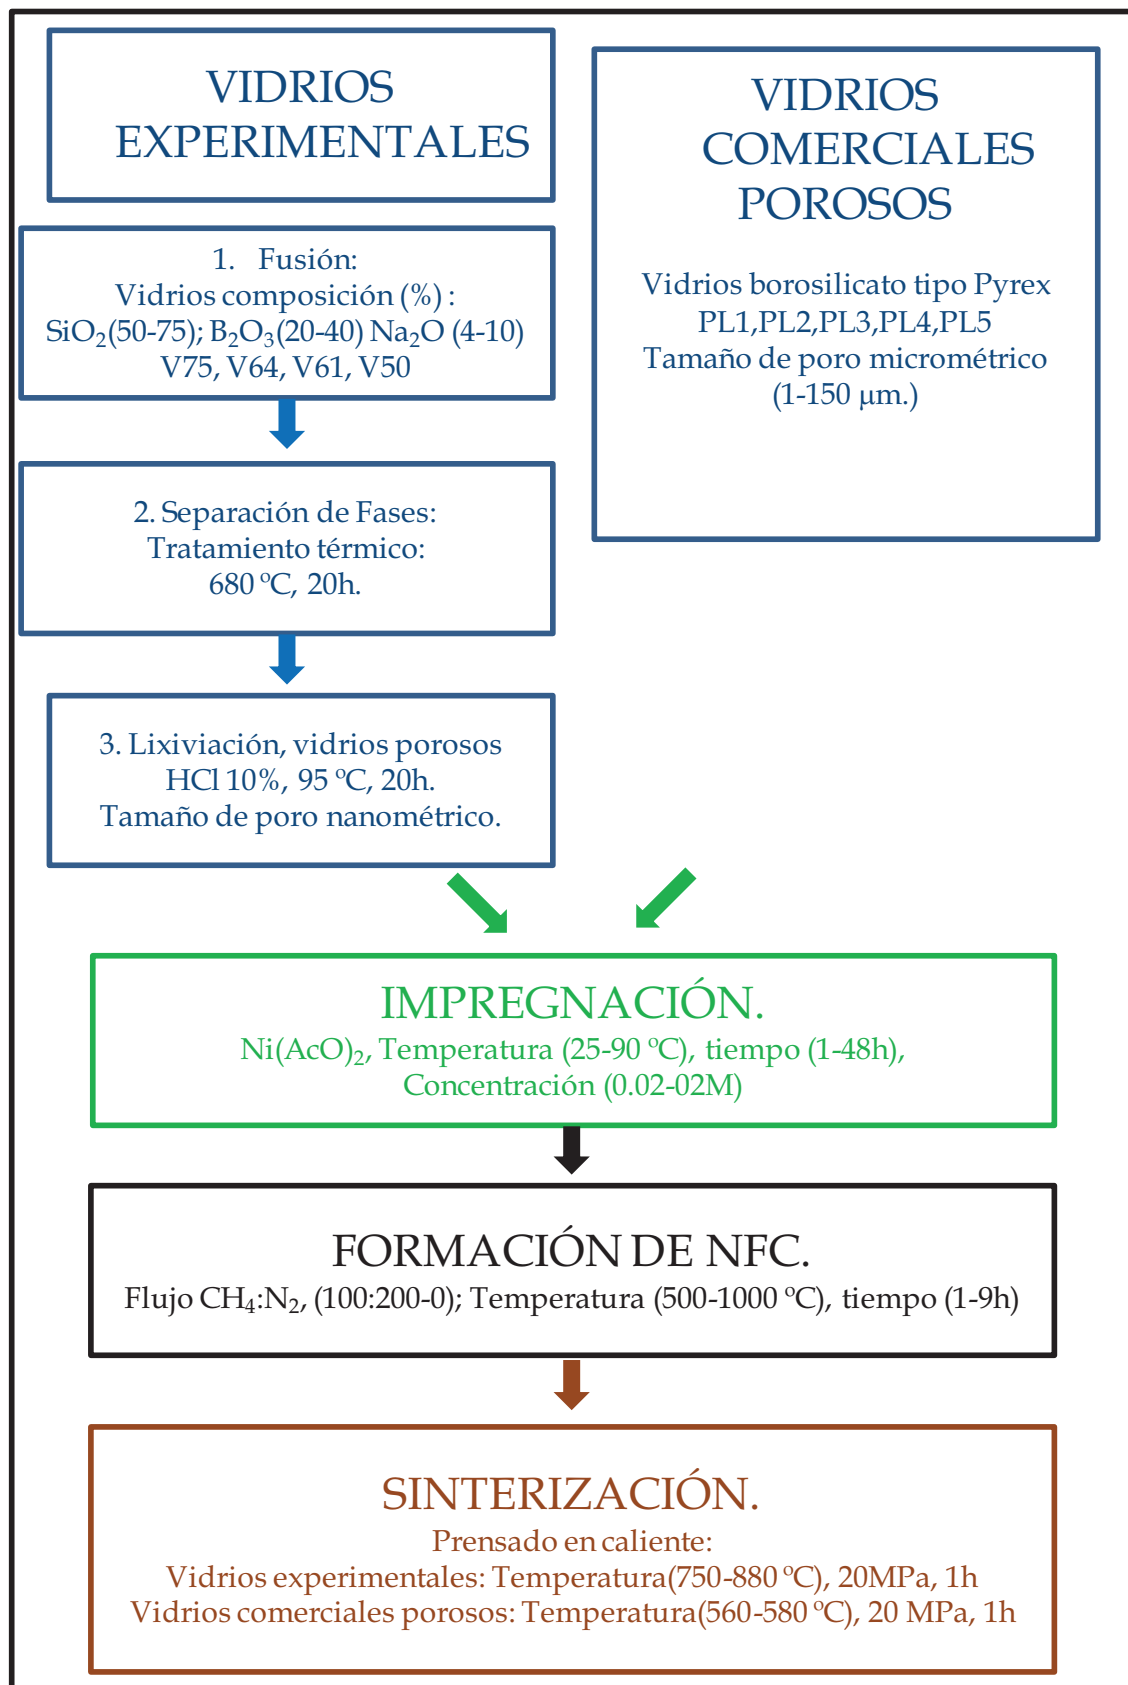 VIDRIOS
EXPERIMENTALES
1. Fusión:
Vidrios composición (%) :
SiO₂(50-75); B₂O₃(20-40) Na₂O (4-10)
V75, V64, V61, V50
2. Separación de Fases:
Tratamiento térmico:
680 ºC, 20h.
3. Lixiviación, vidrios porosos
HCl 10%, 95 ºC, 20h.
Tamaño de poro nanométrico.
VIDRIOS
COMERCIALES
POROSOS
Vidrios borosilicato tipo Pyrex
PL1,PL2,PL3,PL4,PL5
Tamaño de poro micrométrico
(1-150 μm.)
IMPREGNACIÓN.
Ni(AcO)₂, Temperatura (25-90 ºC), tiempo (1-48h),
Concentración (0.02-02M)
FORMACIÓN DE NFC.
Flujo CH₄:N₂, (100:200-0); Temperatura (500-1000 ºC), tiempo (1-9h)
SINTERIZACIÓN.
Prensado en caliente:
Vidrios experimentales: Temperatura(750-880 ºC), 20MPa, 1h
Vidrios comerciales porosos: Temperatura(560-580 ºC), 20 MPa, 1h